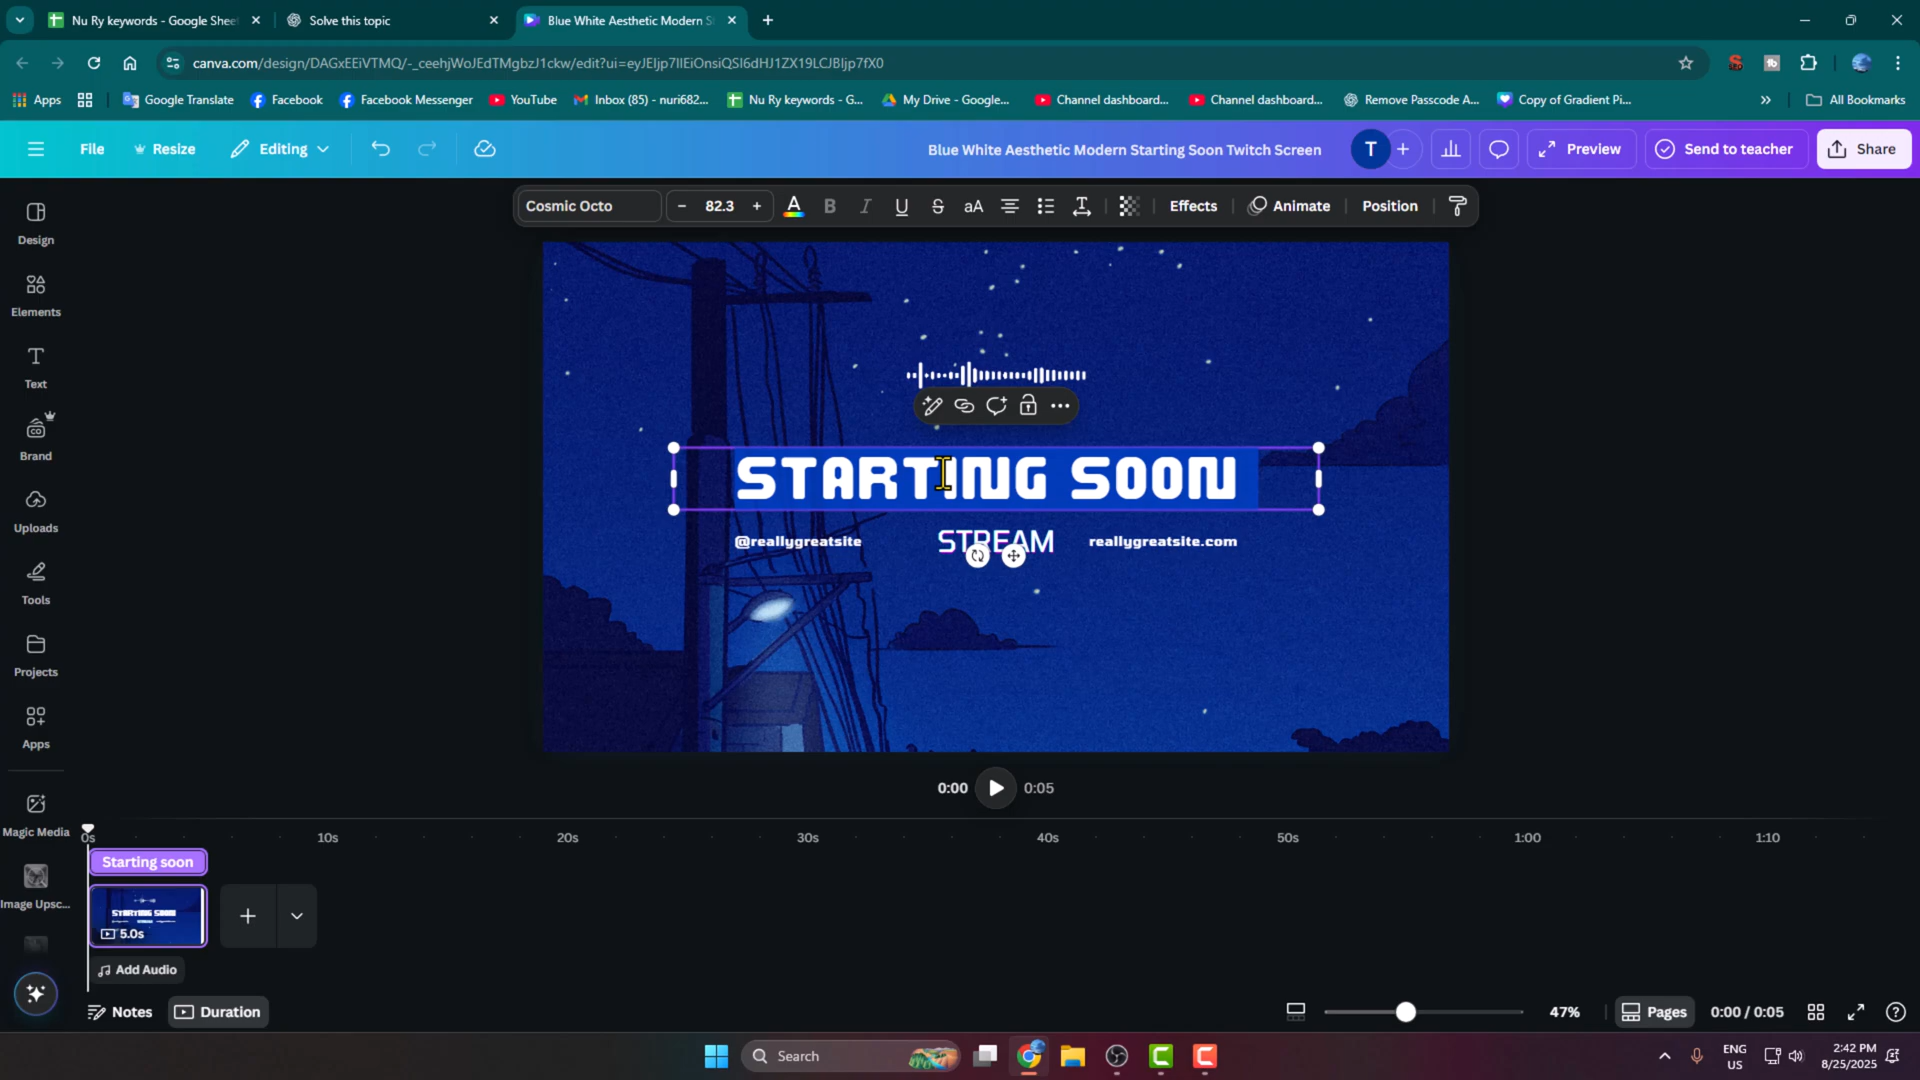 Nu Ry keywords - Google Shee
Solve this topic
Blue White Aesthetic Modern S
canva.com/design/DAGxEEiVTMQ/-_ceehjWoJEdTMgbzJ1ckw/edit?ui=eyJEIjp7IlEiOnsiQSI6dHJ1ZX19LCJBIjp7fX0
Apps
Google Translate
Facebook
Facebook Messenger
YouTube
Inbox (85) - nuri682...
Nu Ry keywords - G...
My Drive - Google...
Channel dashboard...
Channel dashboard...
Remove Passcode A...
Copy of Gradient Pi...
All Bookmarks
File
Resize
Editing
Blue White Aesthetic Modern Starting Soon Twitch Screen
T
Preview
Send to teacher
Share
Cosmic Octo
82.3
A B I U S aA
Effects
Animate
Position
Design
Elements
Text
Brand
Uploads
Tools
Projects
Apps
Magic Media
Image Upsc...
STARTING SOON
@reallygreatsite
STREAM
reallygreatsite.com
0:00
0:05
0s
10s
20s
30s
40s
50s
1:00
1:10
Starting soon
STARTING SOON
5.0s
Add Audio
Notes
Duration
47%
Pages
0:00 / 0:05
Search
ENG
US
2:42 PM
8/25/2025